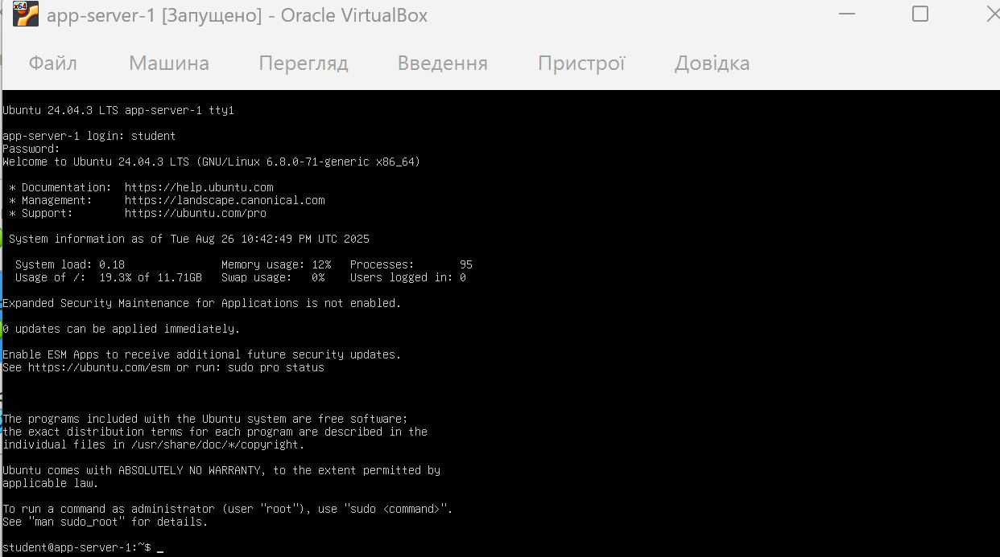 x64
app-server-1 [Запущено] - Oracle VirtualBox
Файл Машина Перегляд Введення Пристрої Довідка
Ubuntu 24.04.3 LTS app-server-1 tty1
app-server-1 login: student
Password:
Welcome to Ubuntu 24.04.3 LTS (GNU/Linux 6.8.0-71-generic x86_64)
* Documentation:  https://help.ubuntu.com
* Management:     https://landscape.canonical.com
* Support:        https://ubuntu.com/pro
System information as of Tue Aug 26 10:42:49 PM UTC 2025
System load: 0.18               Memory usage: 12%   Processes:       95
Usage of /:  19.3% of 11.71GB   Swap usage:   0%    Users logged in: 0
Expanded Security Maintenance for Applications is not enabled.
0 updates can be applied immediately.
Enable ESM Apps to receive additional future security updates.
See https://ubuntu.com/esm or run: sudo pro status
The programs included with the Ubuntu system are free software;
the exact distribution terms for each program are described in the
individual files in /usr/share/doc/*/copyright.
Ubuntu comes with ABSOLUTELY NO WARRANTY, to the extent permitted by
applicable law.
To run a command as administrator (user "root"), use "sudo <command>".
See "man sudo_root" for details.
student@app-server-1:~$ _